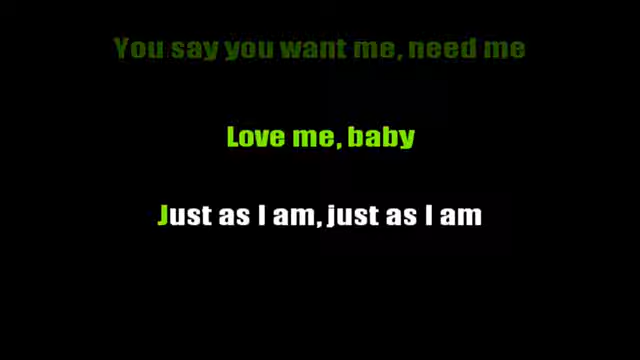 You say you want me, need me
Love me, baby
Just as I am, just as I am